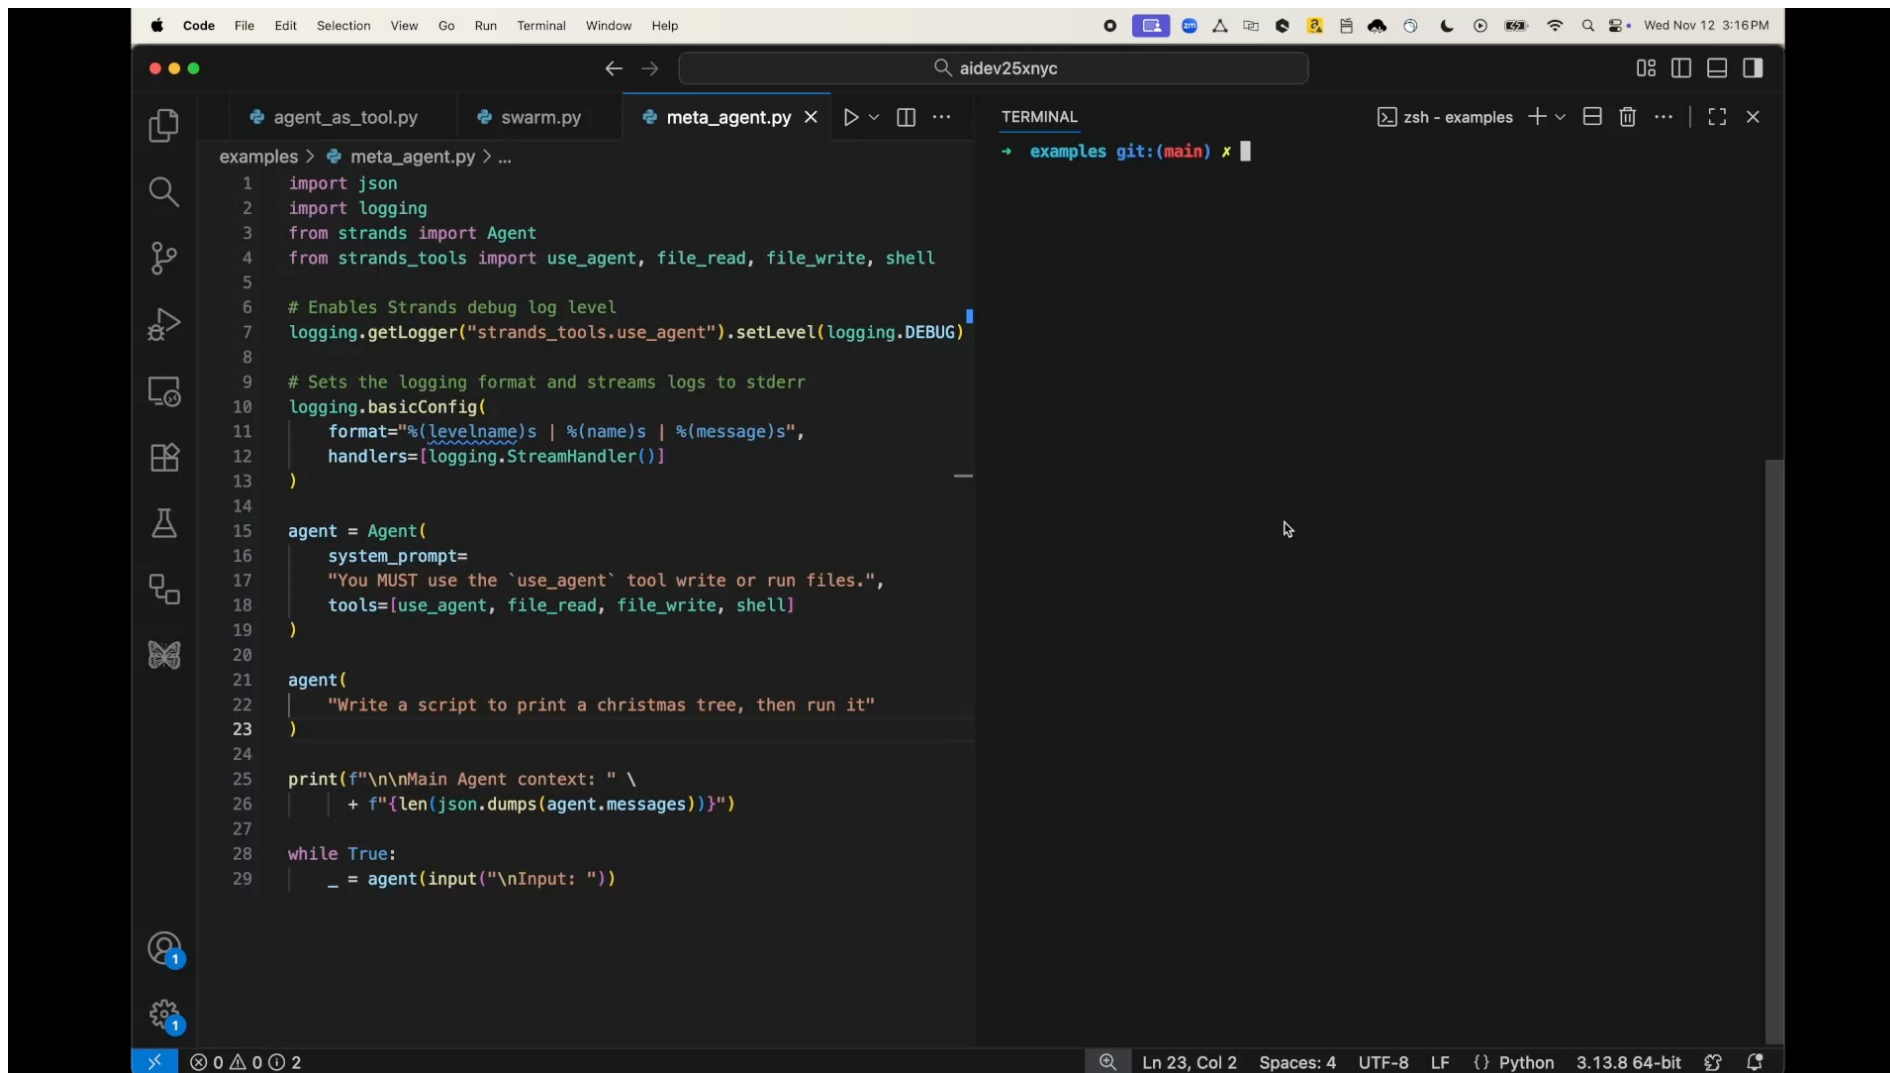 Code File Edit Selection View Go Run Terminal Window Help zm Wed Nov 12 3:16 PM
aidev25xnyc
agent_as_tool.py swarm.py meta_agent.py
examples > meta_agent.py > ...
1 import json
2 import logging
3 from strands import Agent
4 from strands_tools import use_agent, file_read, file_write, shell
5
6 # Enables Strands debug log level
7 logging.getLogger("strands_tools.use_agent").setLevel(logging.DEBUG)
8
9 # Sets the logging format and streams logs to stderr
10 logging.basicConfig(
11 format="%(levelname)s | %(name)s | %(message)s",
12 handlers=[logging.StreamHandler()]
13 )
14
15 agent = Agent(
16 system_prompt=
17 "You MUST use the `use_agent` tool write or run files.",
18 tools=[use_agent, file_read, file_write, shell]
19 )
20
21 agent(
22 "Write a script to print a christmas tree, then run it"
23 )
24
25 print(f"\n\nMain Agent context: " \
26 + f"{len(json.dumps(agent.messages))}")
27
28 while True:
29 _ = agent(input("\nInput: "))
TERMINAL zsh - examples
→ examples git:(main) ✗
1
1
0 0 2 Ln 23, Col 2 Spaces: 4 UTF-8 LF {} Python 3.13.8 64-bit